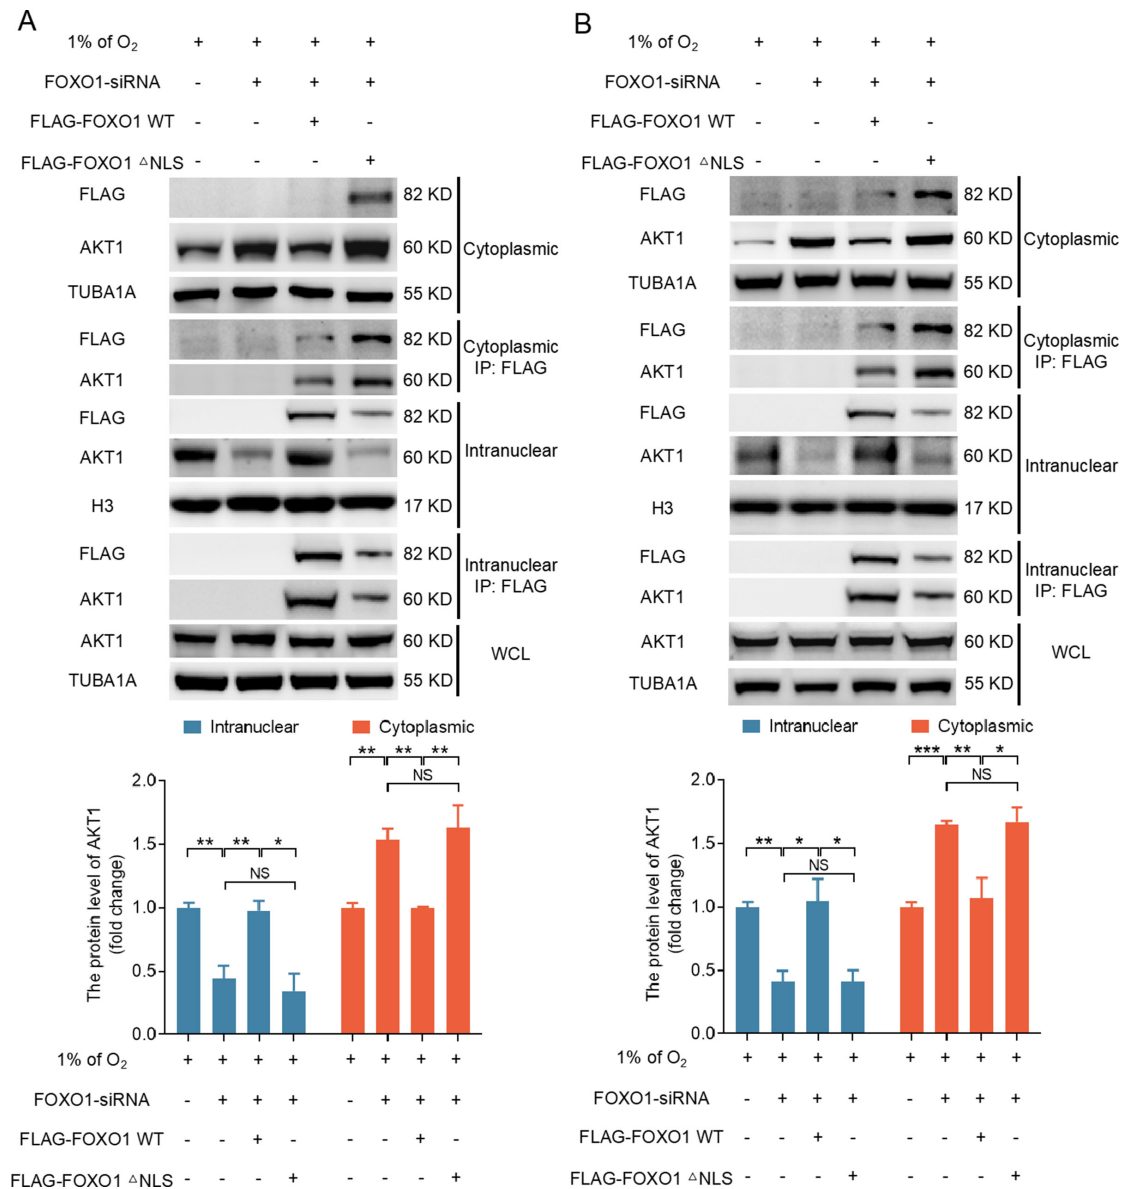 A
1% of O2 + + + +
FOXO1-siRNA - + + +
FLAG-FOXO1 WT - - + -
FLAG-FOXO1 △NLS - - - +
FLAG 82 KD
AKT1 60 KD
TUBA1A 55 KD
Cytoplasmic
FLAG 82 KD
AKT1 60 KD
Cytoplasmic
IP: FLAG
FLAG 82 KD
AKT1 60 KD
H3 17 KD
Intranuclear
FLAG 82 KD
AKT1 60 KD
Intranuclear
IP: FLAG
AKT1 60 KD
TUBA1A 55 KD
WCL
Intranuclear Cytoplasmic
** ** **
NS
** ** *
NS
The protein level of AKT1
(fold change)
2.0
1.5
1.0
0.5
0.0
1% of O2 + + + + + + + +
FOXO1-siRNA - + + + - + + +
FLAG-FOXO1 WT - - + - - - + -
FLAG-FOXO1 △NLS - - - + - - - +
B
1% of O2 + + + +
FOXO1-siRNA - + + +
FLAG-FOXO1 WT - - + -
FLAG-FOXO1 △NLS - - - +
FLAG 82 KD
AKT1 60 KD
TUBA1A 55 KD
Cytoplasmic
FLAG 82 KD
AKT1 60 KD
Cytoplasmic
IP: FLAG
FLAG 82 KD
AKT1 60 KD
H3 17 KD
Intranuclear
FLAG 82 KD
AKT1 60 KD
Intranuclear
IP: FLAG
AKT1 60 KD
TUBA1A 55 KD
WCL
Intranuclear Cytoplasmic
*** ** *
NS
** * *
NS
The protein level of AKT1
(fold change)
2.0
1.5
1.0
0.5
0.0
1% of O2 + + + + + + + +
FOXO1-siRNA - + + + - + + +
FLAG-FOXO1 WT - - + - - - + -
FLAG-FOXO1 △NLS - - - + - - - +